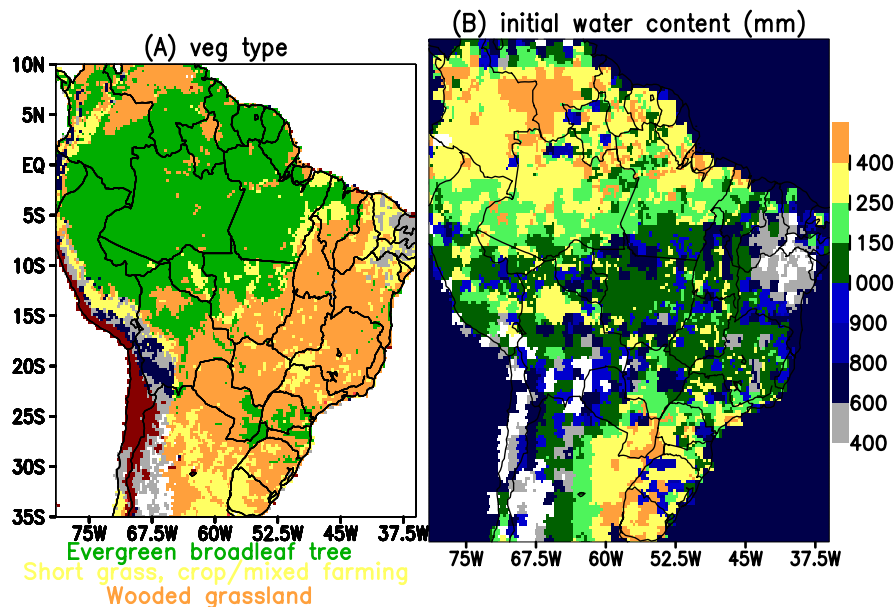 (A) veg type
(B) initial water content (mm)
10N
5N
EQ
5S
10S
15S
20S
25S
30S
35S
75W 67.5W 60W 52.5W 45W 37.5W
75W 67.5W 60W 52.5W 45W 37.5W
1400
1250
1150
1000
900
800
600
400
Evergreen broadleaf tree
Short grass, crop/mixed farming
Wooded grassland